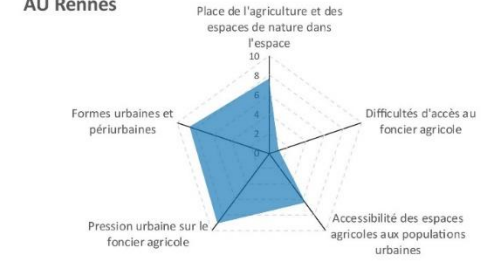 AU Rennes
Place de l'agriculture et des
espaces de nature dans
l'espace
10
8
6
4
2
0
Difficultés d'accès au
foncier agricole
Accessibilité des espaces
agricoles aux populations
urbaines
Pression urbaine sur le
foncier agricole
Formes urbaines et
périurbaines